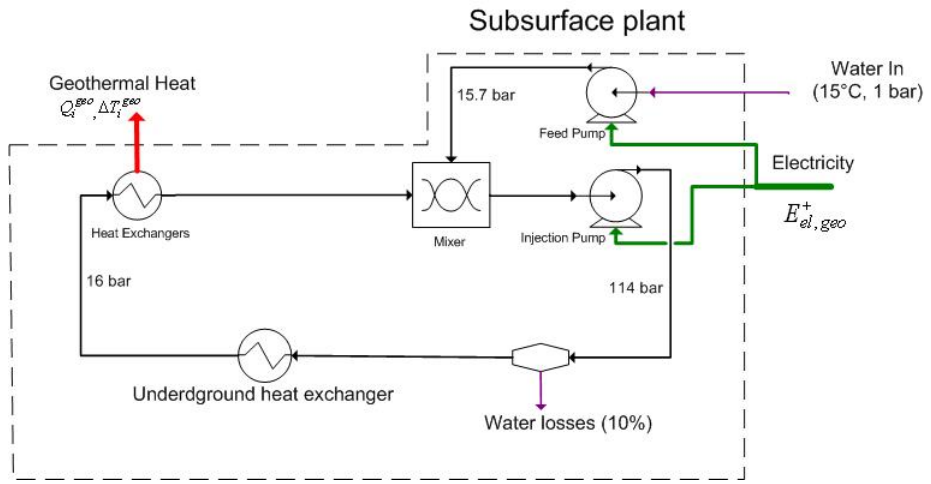 Subsurface plant
Geothermal Heat
Q_i^geo, ΔT_i^geo
Water In
(15°C, 1 bar)
15.7 bar
Feed Pump
Electricity
E^+_el, geo
Heat Exchangers
Mixer
Injection Pump
16 bar
114 bar
Underdground heat exchanger
Water losses (10%)